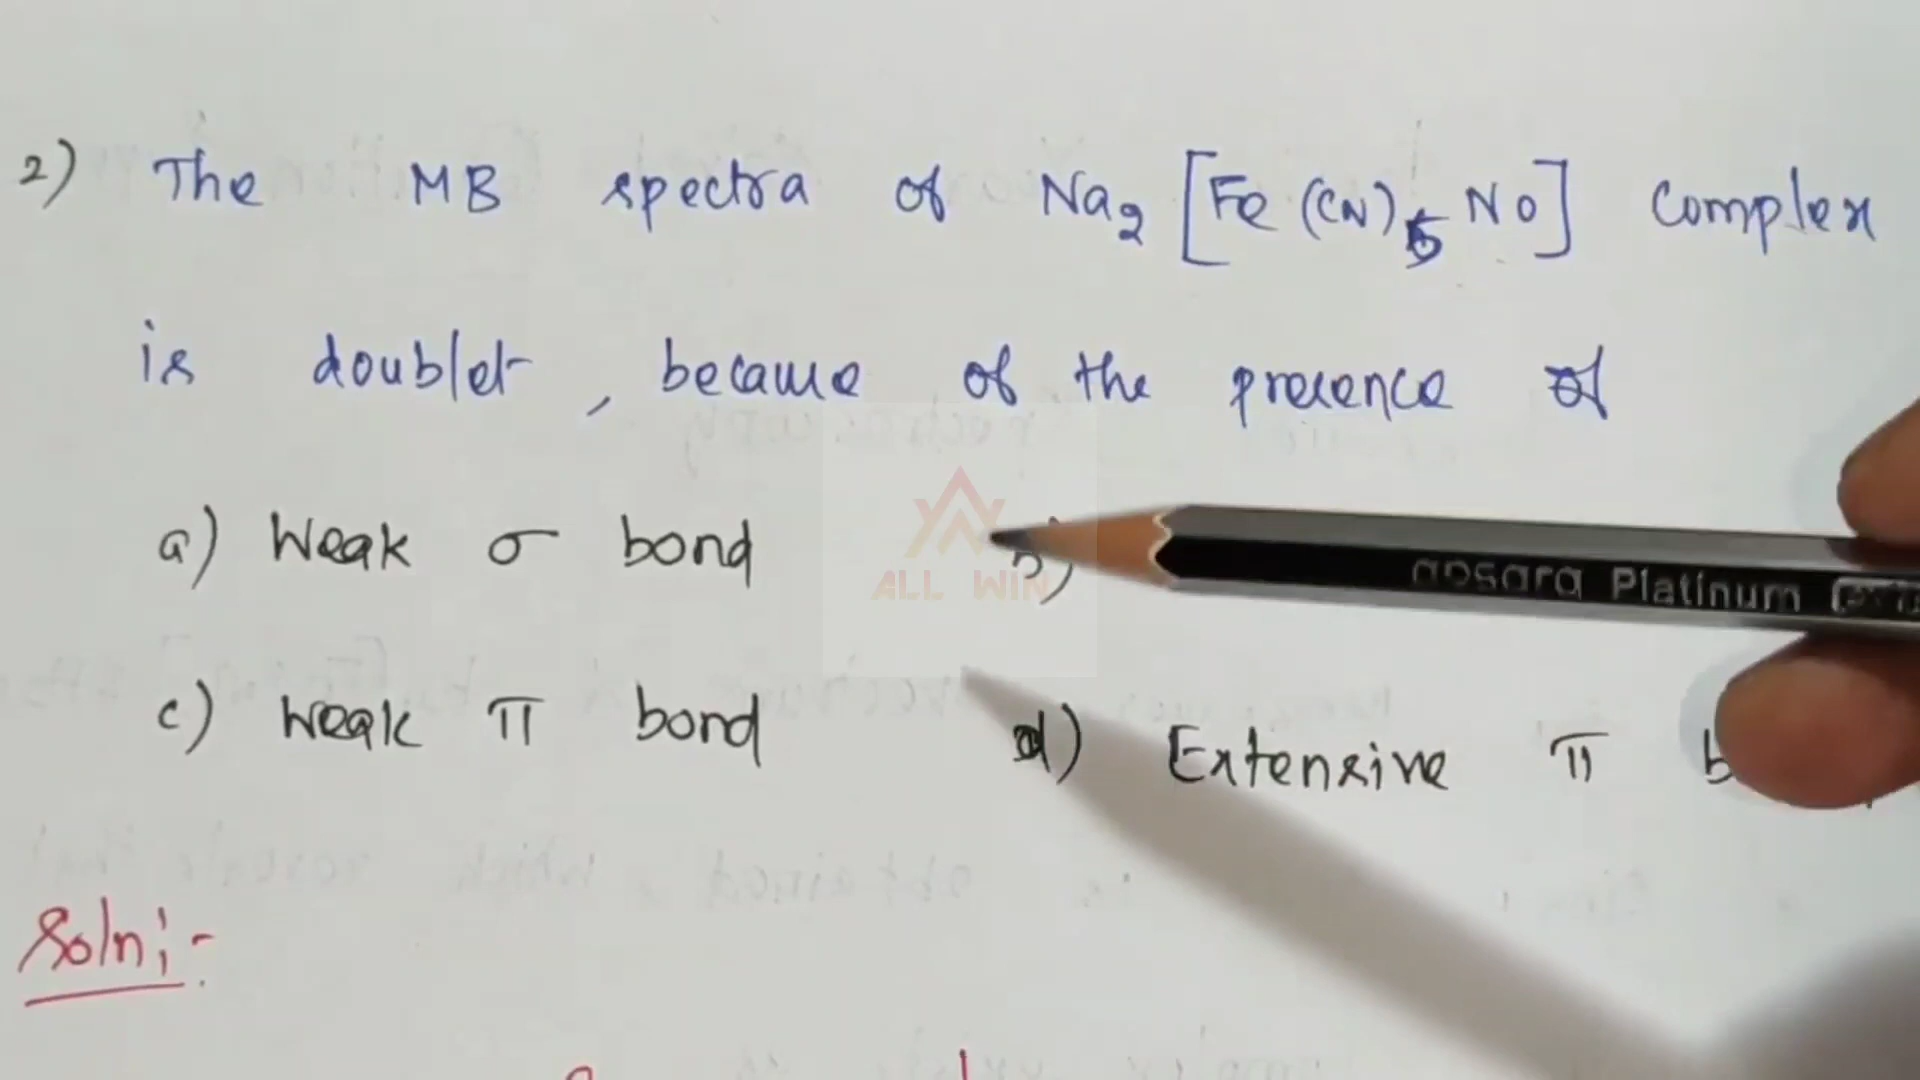 2) The MB spectra of Na₂ [Fe(CN)₅ NO] complex
is doublet, because of the presence of
a) Weak σ bond b)
c) Weak π bond d) Extensive π b
Soln:-
ALL WIN
apsara Platinum